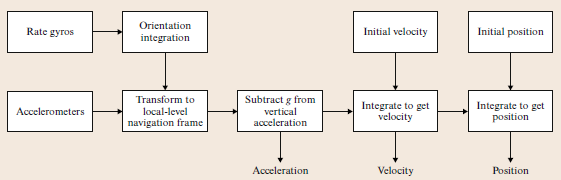 Rate gyros
Orientation
integration
Initial velocity
Initial position
Accelerometers
Transform to
local-level
navigation frame
Subtract g from
vertical
acceleration
Integrate to get
velocity
Integrate to get
position
Acceleration
Velocity
Position